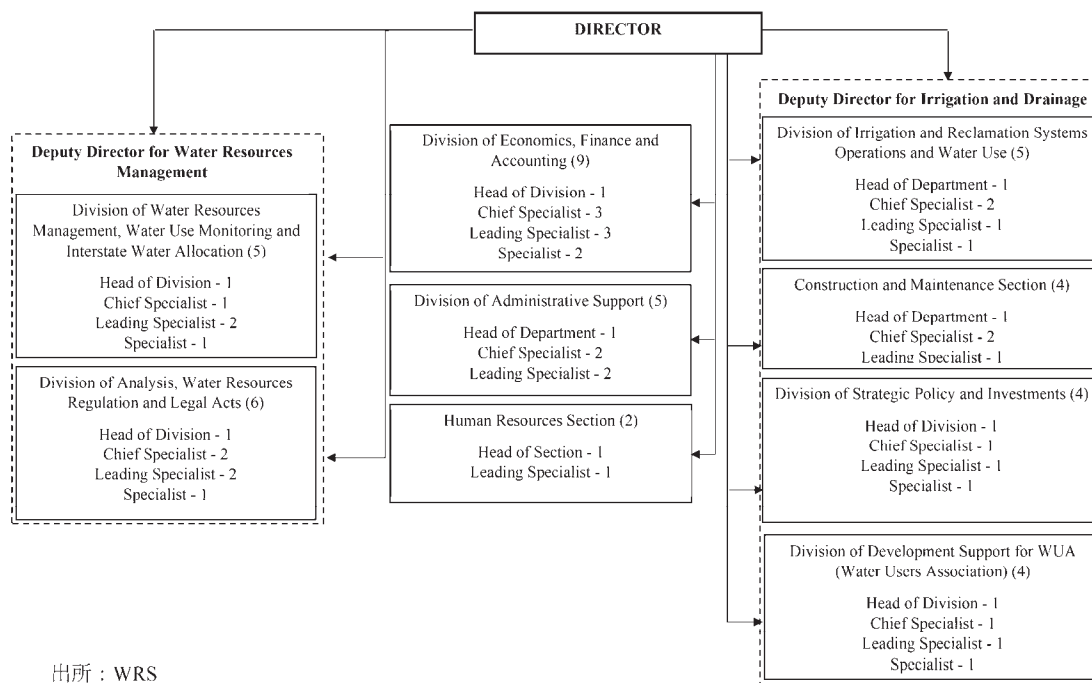 DIRECTOR
Deputy Director for Water Resources
Management
Division of Water Resources
Management, Water Use Monitoring and
Interstate Water Allocation (5)
Head of Division - 1
Chief Specialist - 1
Leading Specialist - 2
Specialist - 1
Division of Analysis, Water Resources
Regulation and Legal Acts (6)
Head of Division - 1
Chief Specialist - 2
Leading Specialist - 2
Specialist - 1
Division of Economics, Finance and
Accounting (9)
Head of Division - 1
Chief Specialist - 3
Leading Specialist - 3
Specialist - 2
Division of Administrative Support (5)
Head of Department - 1
Chief Specialist - 2
Leading Specialist - 2
Human Resources Section (2)
Head of Section - 1
Leading Specialist - 1
Deputy Director for Irrigation and Drainage
Division of Irrigation and Reclamation Systems
Operations and Water Use (5)
Head of Department - 1
Chief Specialist - 2
Leading Specialist - 1
Specialist - 1
Construction and Maintenance Section (4)
Head of Department - 1
Chief Specialist - 2
Leading Specialist - 1
Division of Strategic Policy and Investments (4)
Head of Division - 1
Chief Specialist - 1
Leading Specialist - 1
Specialist - 1
Division of Development Support for WUA
(Water Users Association) (4)
Head of Division - 1
Chief Specialist - 1
Leading Specialist - 1
Specialist - 1
出所：WRS